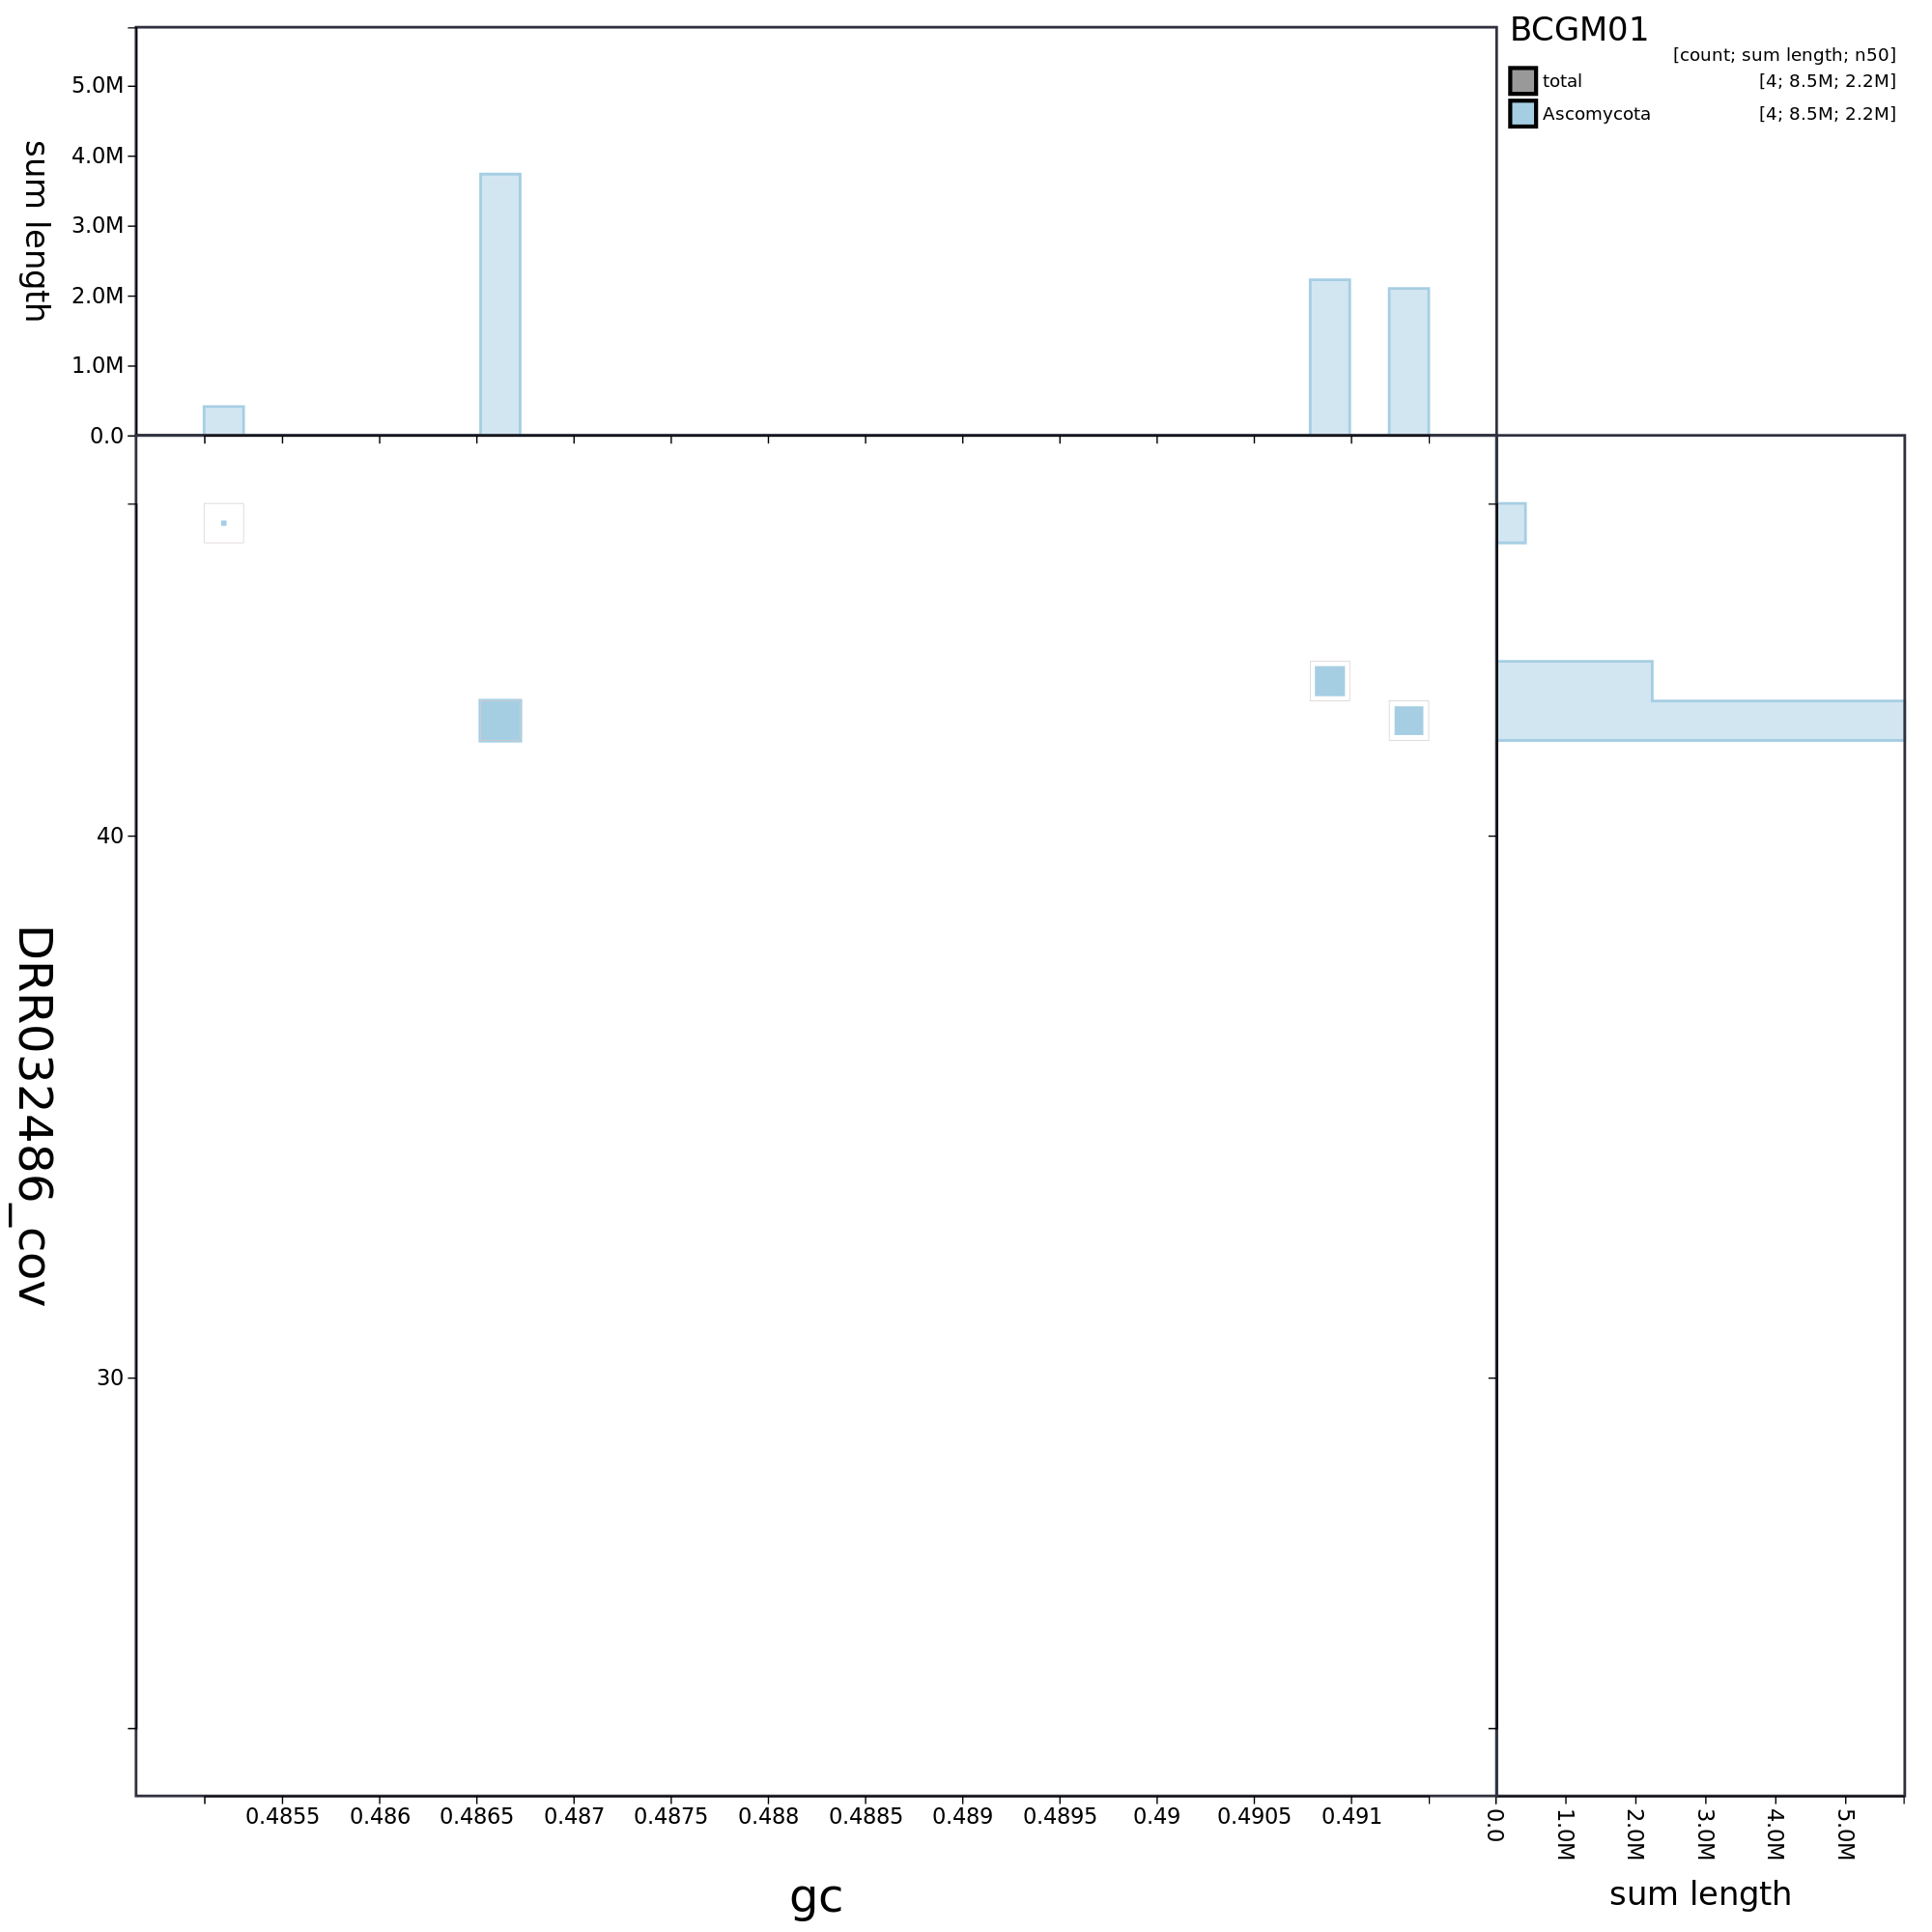 BCGM01
[count; sum length; n50]
total [4; 8.5M; 2.2M]
Ascomycota [4; 8.5M; 2.2M]
sum length
5.0M
4.0M
3.0M
2.0M
1.0M
0.0
DRR032486_cov
40
30
0.4855 0.486 0.4865 0.487 0.4875 0.488 0.4885 0.489 0.4895 0.49 0.4905 0.491
gc
0.0 1.0M 2.0M 3.0M 4.0M 5.0M
sum length